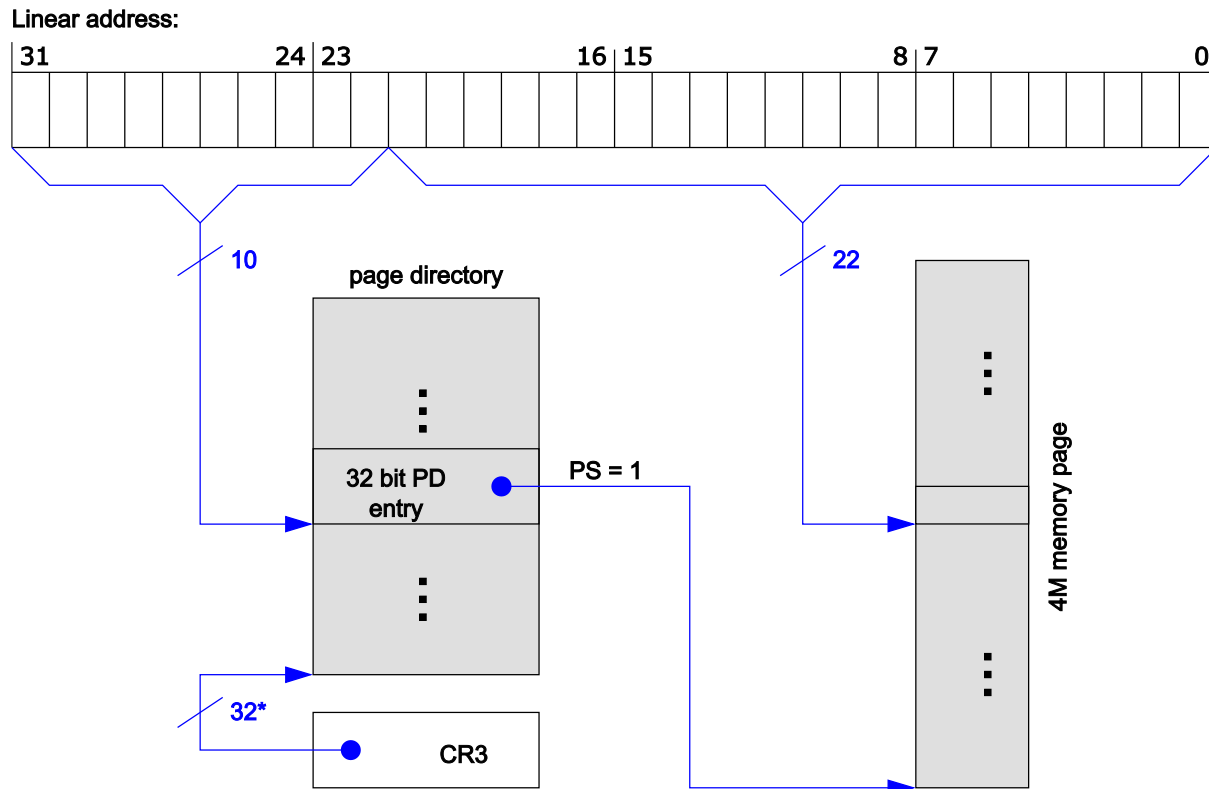 Linear address:
31 24 23 16 15 8 7 0
10
22
page directory
32 bit PD
entry
PS = 1
4M memory page
32*
CR3